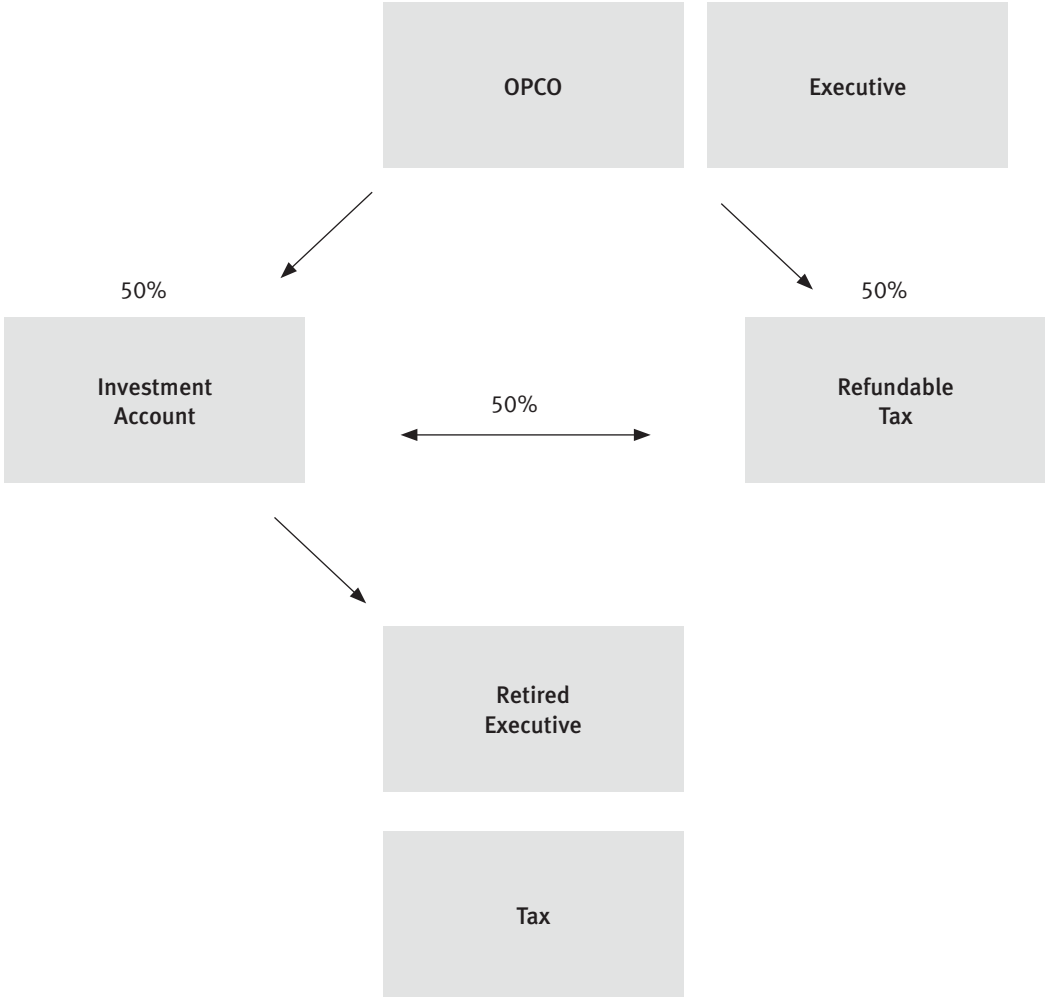 OPCO
Executive
50%
50%
Investment
Account
50%
Refundable
Tax
Retired
Executive
Tax